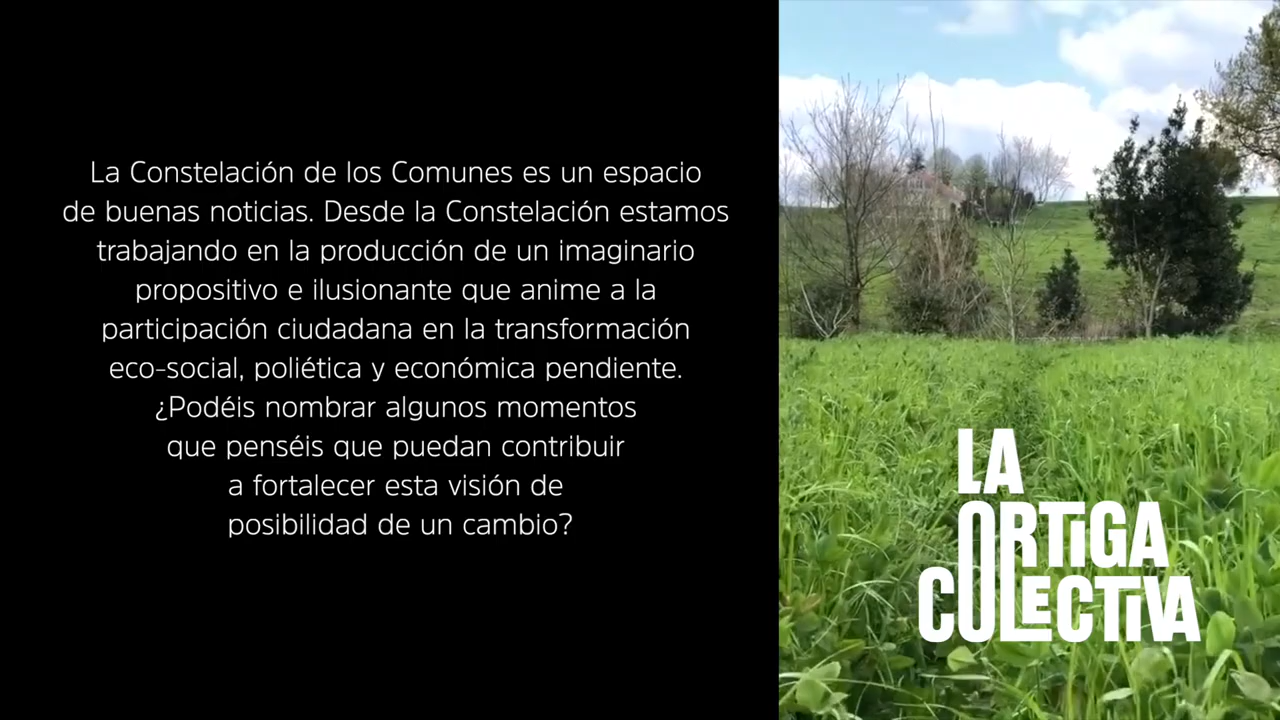 La Constelación de los Comunes es un espacio
de buenas noticias. Desde la Constelación estamos
trabajando en la producción de un imaginario
propositivo e ilusionante que anime a la
participación ciudadana en la transformación
eco-social, poliética y económica pendiente.
¿Podéis nombrar algunos momentos
que penséis que puedan contribuir
a fortalecer esta visión de
posibilidad de un cambio?
LA
ORTIGA
COLECTIVA